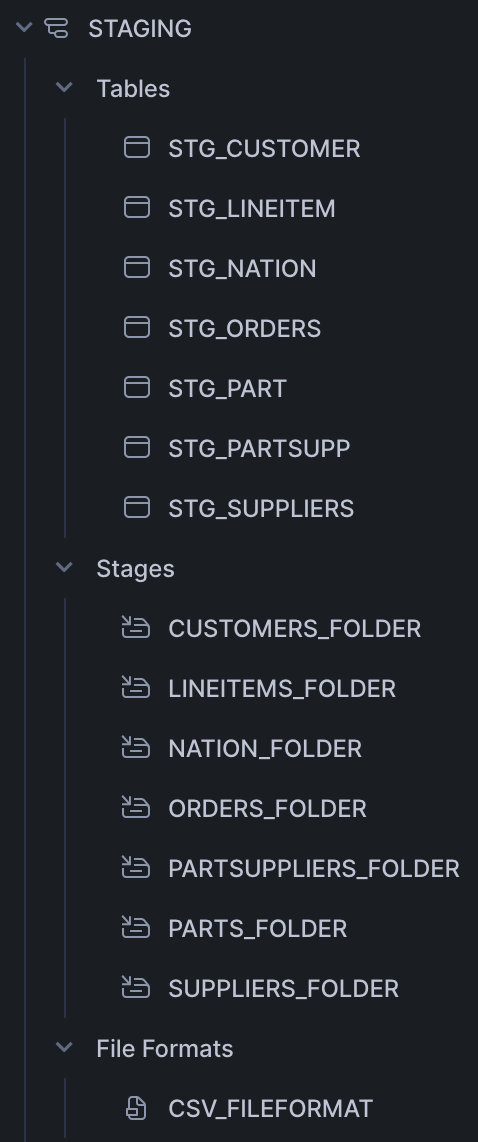 STAGING
Tables
STG_CUSTOMER
STG_LINEITEM
STG_NATION
STG_ORDERS
STG_PART
STG_PARTSUPP
STG_SUPPLIERS
Stages
CUSTOMERS_FOLDER
LINEITEMS_FOLDER
NATION_FOLDER
ORDERS_FOLDER
PARTSUPPLIERS_FOLDER
PARTS_FOLDER
SUPPLIERS_FOLDER
File Formats
CSV_FILEFORMAT